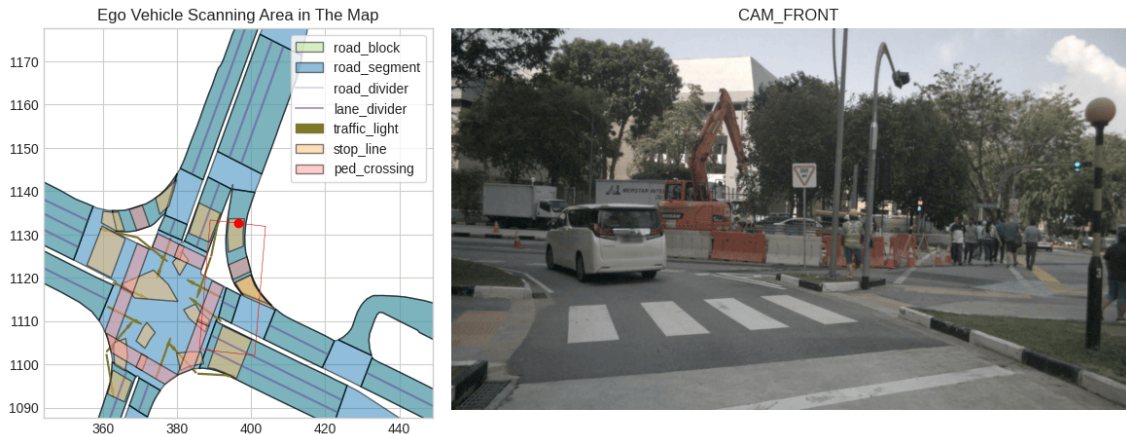 Ego Vehicle Scanning Area in The Map
CAM_FRONT
road_block
road_segment
road_divider
lane_divider
traffic_light
stop_line
ped_crossing
1170
1160
1150
1140
1130
1120
1110
1100
1090
360
380
400
420
440